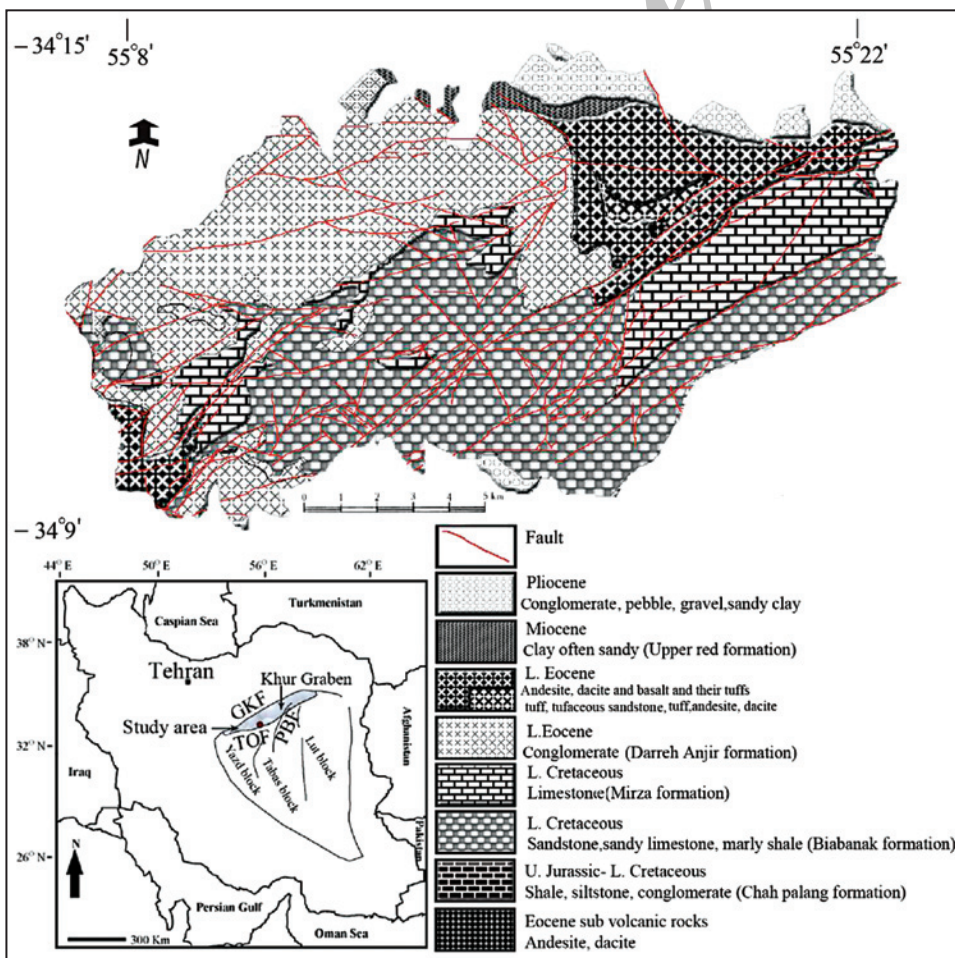 −34°15'
55°8'
55°22'
N
0 1 2 3 4 5 km
−34°9'
Fault
Pliocene
Conglomerate, pebble, gravel,sandy clay
Miocene
Clay often sandy (Upper red formation)
L. Eocene
Andesite, dacite and basalt and their tuffs
tuff, tufaceous sandstone, tuff,andesite, dacite
L.Eocene
Conglomerate (Darreh Anjir formation)
L. Cretaceous
Limestone(Mirza formation)
L. Cretaceous
Sandstone,sandy limestone, marly shale (Biabanak formation)
U. Jurassic- L. Cretaceous
Shale, siltstone, conglomerate (Chah palang formation)
Eocene sub volcanic rocks
Andesite, dacite
44°E
50°E
56°E
62°E
38°N
32°N
26°N
Caspian Sea
Turkmenistan
Tehran
Khur Graben
GKF
Study area
TOF
PBF
Yazd block
Tabas block
Lut block
Afghanistan
Iraq
Pakistan
N
Persian Gulf
Oman Sea
300 Km